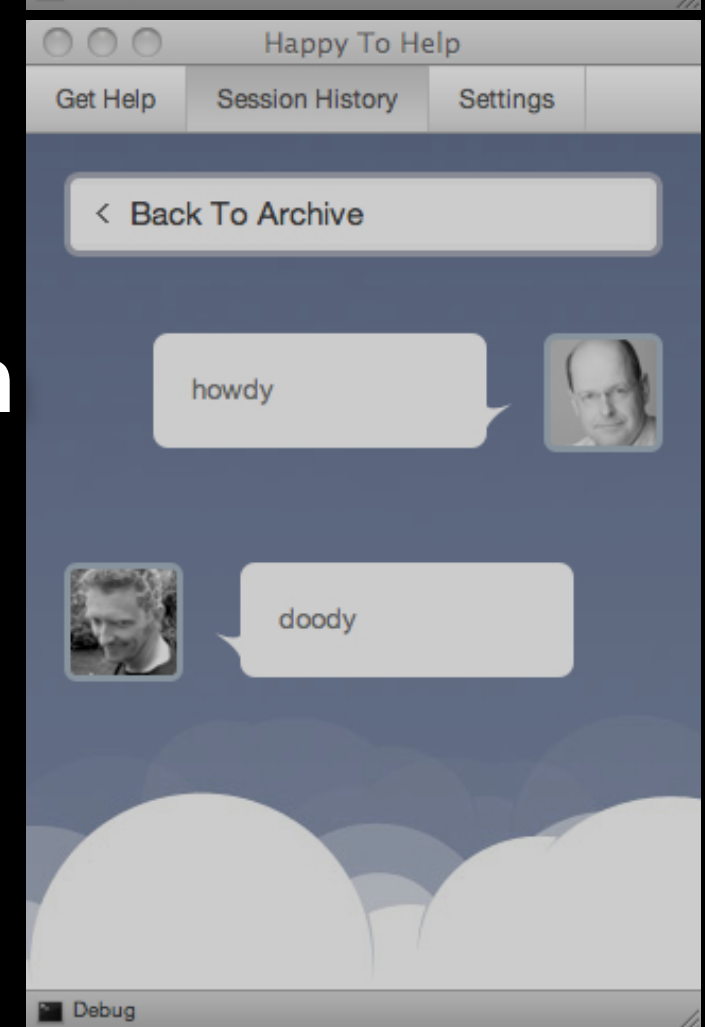 Happy To Help
Get Help Session History Settings
< Back To Archive
n
howdy
doody
Debug